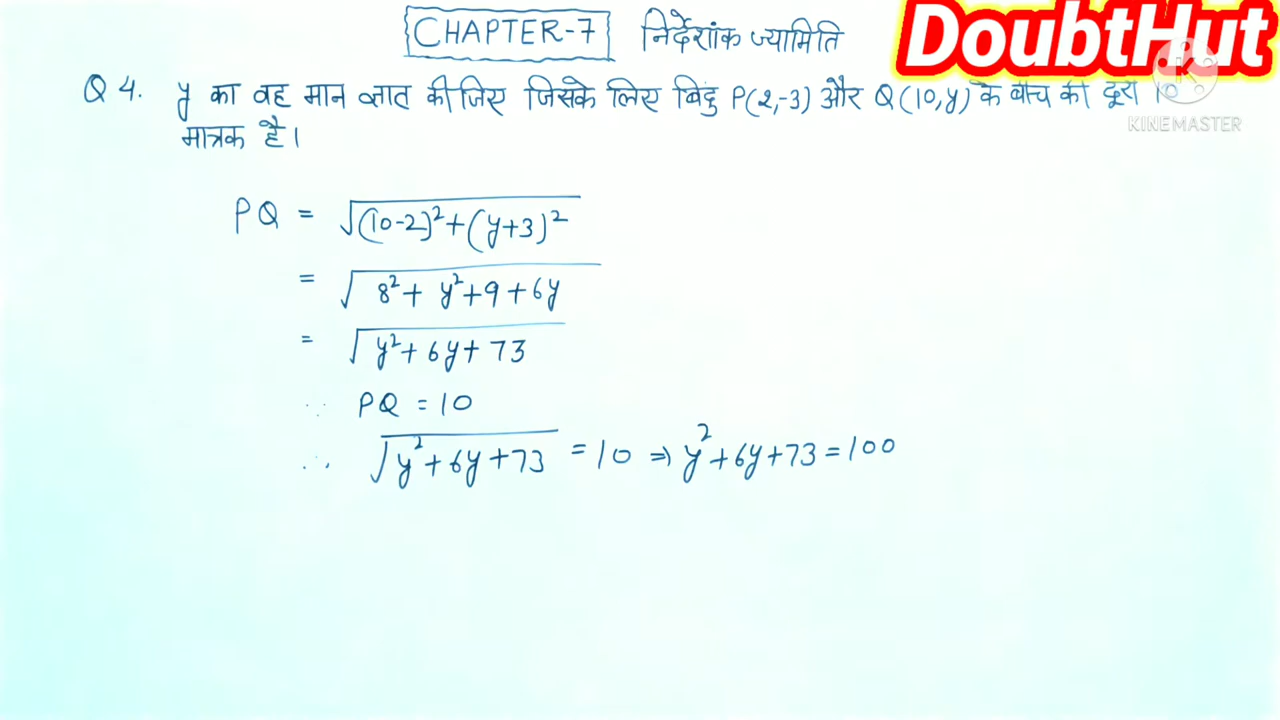 CHAPTER-7 निर्देशांक ज्यामिति
DoubtHut
KINEMASTER
Q 4. y का वह मान ज्ञात कीजिए जिसके लिए बिंदु P(2,-3) और Q(10,y) के बीच की दूरी 10
मात्रक है।
PQ = √(10-2)²+(y+3)²
= √8²+ y²+9+6y
= √y²+6y+73
∵ PQ = 10
∴ √y²+6y+73 = 10 ⇒ y²+6y+73=100